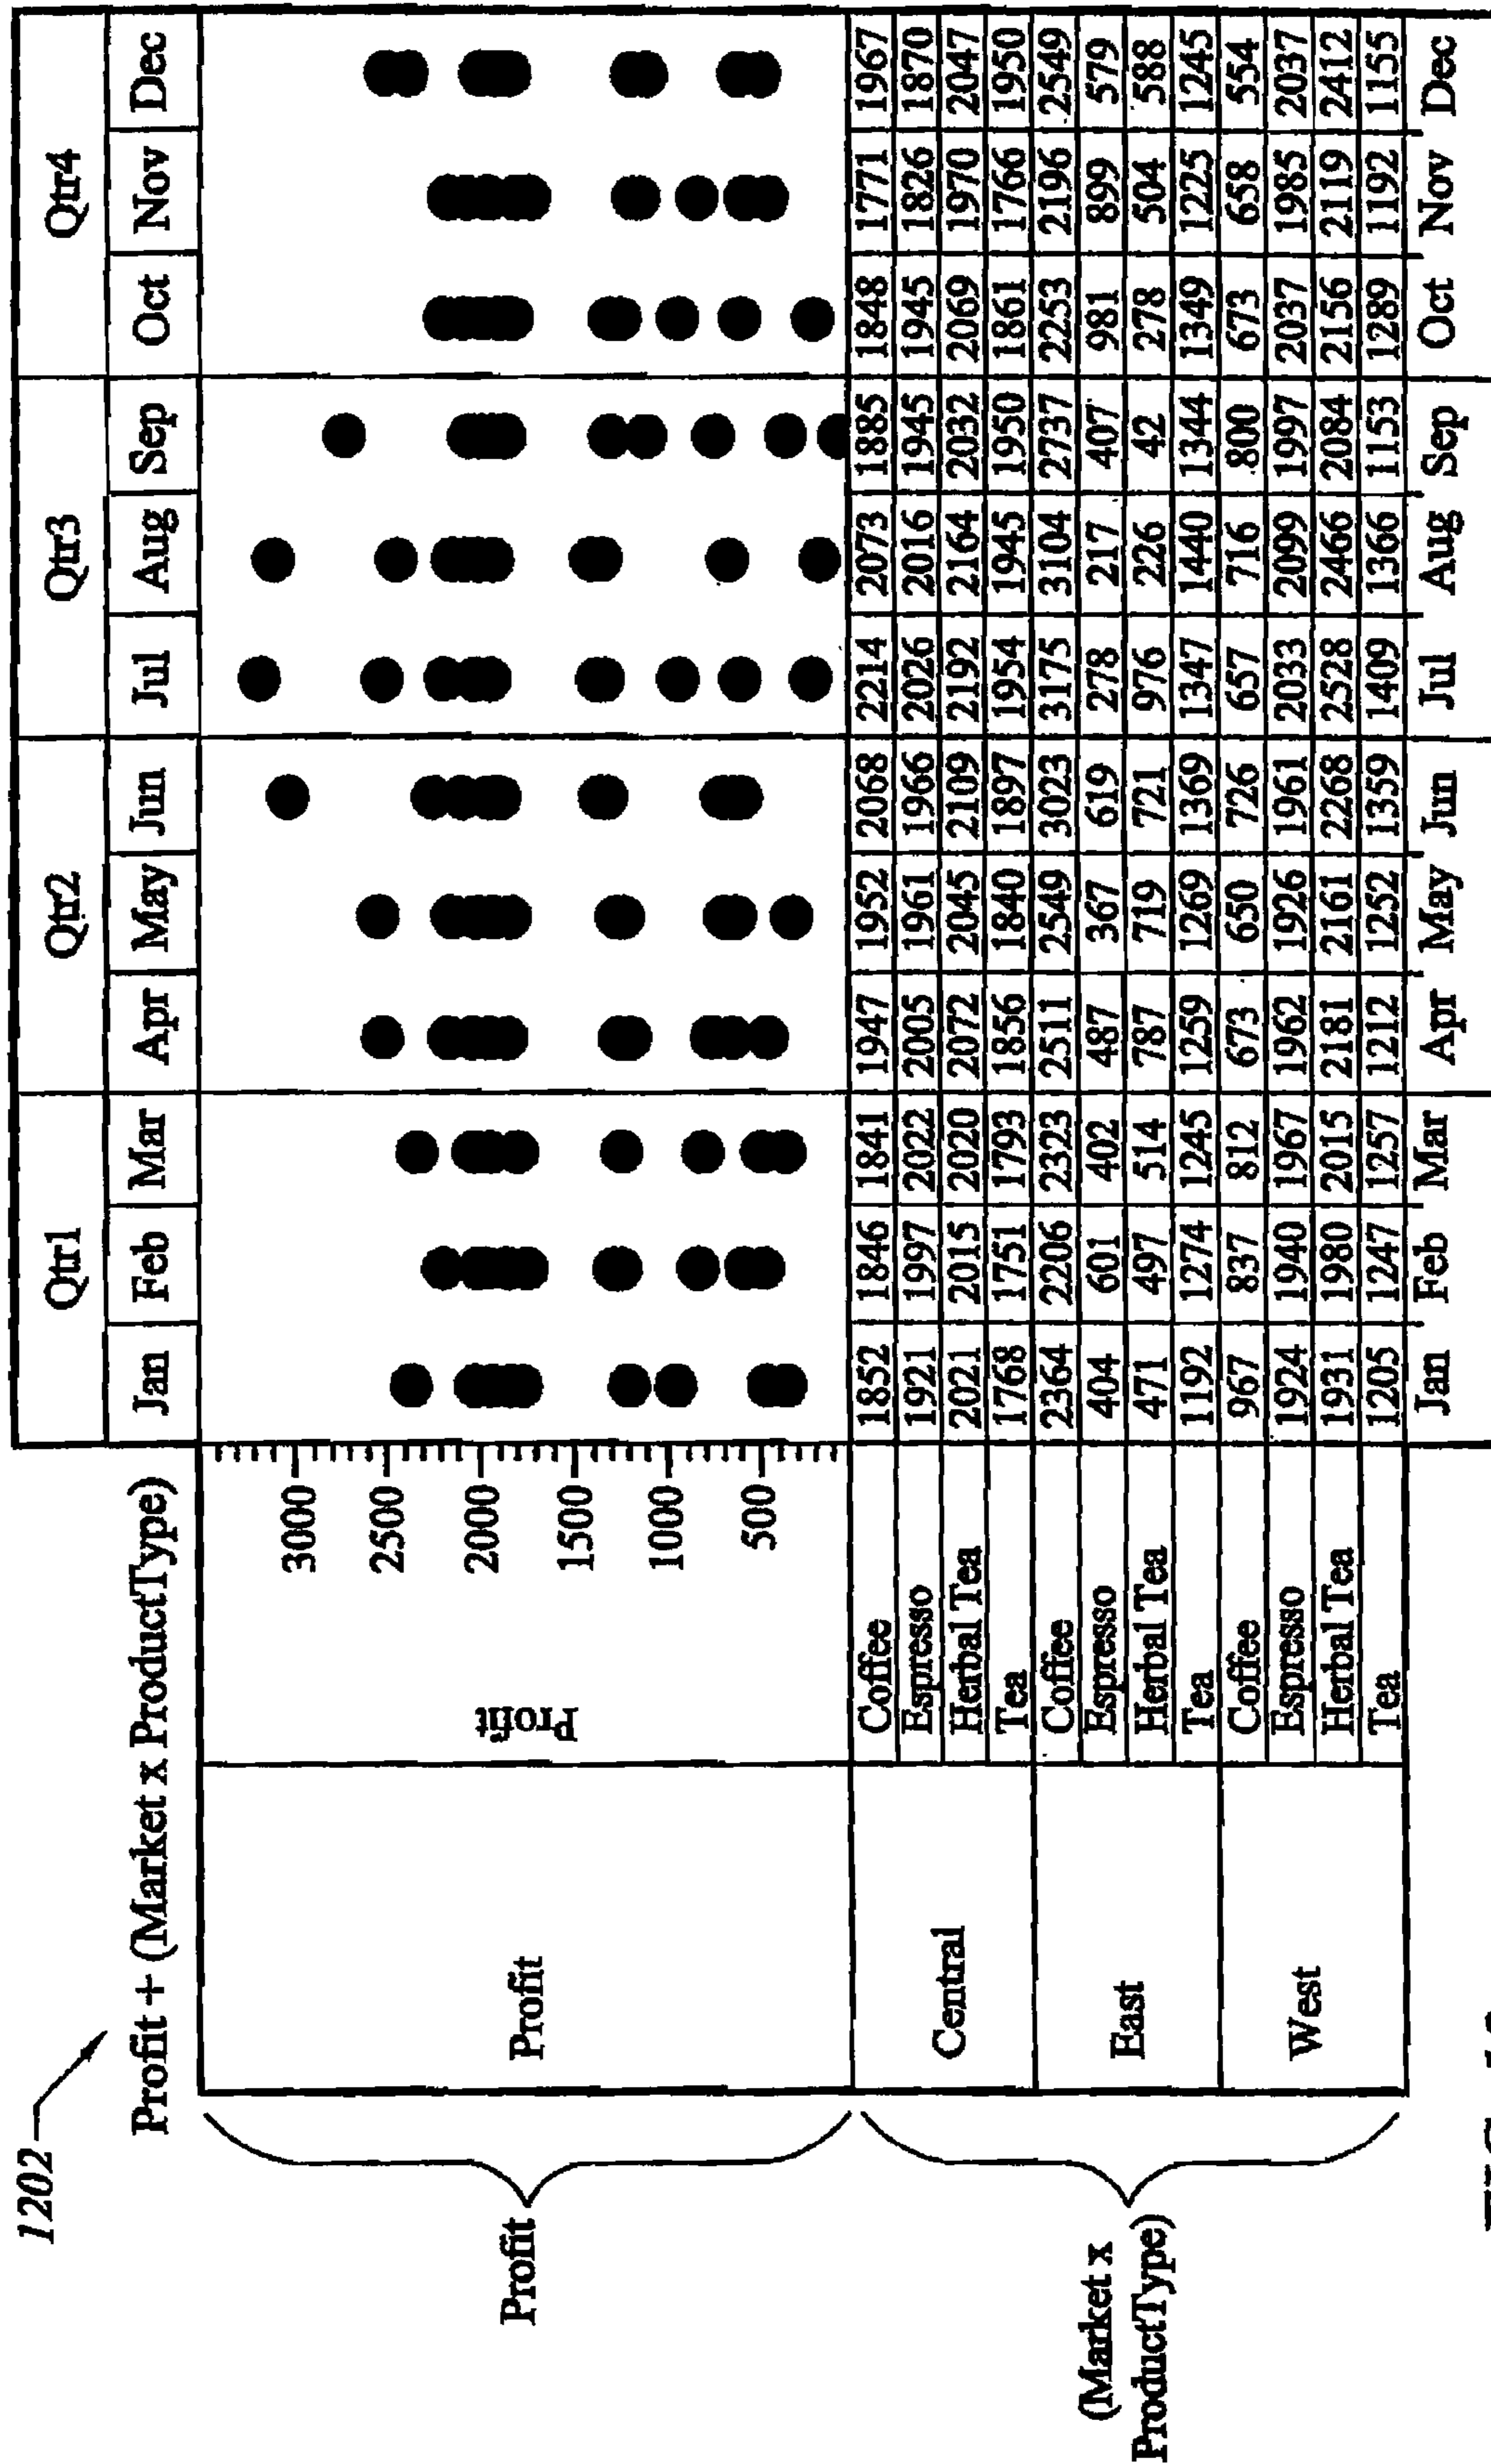 1202
Profit + (Market x ProductType)
Qtr1 Qtr2 Qtr3 Qtr4
Jan Feb Mar Apr May Jun Jul Aug Sep Oct Nov Dec
Profit
Profit
Profit
3000
2500
2000
1500
1000
500
(Market x
ProductType)
Central
Coffee 1852 1846 1841 1947 1952 2068 2214 2073 1885 1848 1771 1967
Espresso 1921 1997 2022 2005 1961 1966 2026 2016 1945 1945 1826 1870
Herbal Tea 2021 2015 2020 2072 2045 2109 2192 2164 2032 2069 1970 2047
Tea 1768 1751 1793 1856 1840 1897 1954 1945 1950 1861 1766 1950
East
Coffee 2364 2206 2323 2511 2549 3023 3175 3104 2737 2253 2196 2549
Espresso 404 601 402 487 367 619 278 217 407 981 899 579
Herbal Tea 471 497 514 787 719 721 976 226 42 278 504 588
Tea 1192 1274 1245 1259 1269 1369 1347 1440 1344 1349 1225 1245
West
Coffee 967 837 812 673 650 726 657 716 800 673 658 554
Espresso 1924 1940 1967 1962 1926 1961 2033 2099 1997 2037 1985 2037
Herbal Tea 1931 1980 2015 2181 2161 2268 2528 2466 2084 2156 2119 2412
Tea 1205 1247 1257 1212 1252 1359 1409 1366 1153 1289 1192 1155
Jan Feb Mar Apr May Jun Jul Aug Sep Oct Nov Dec